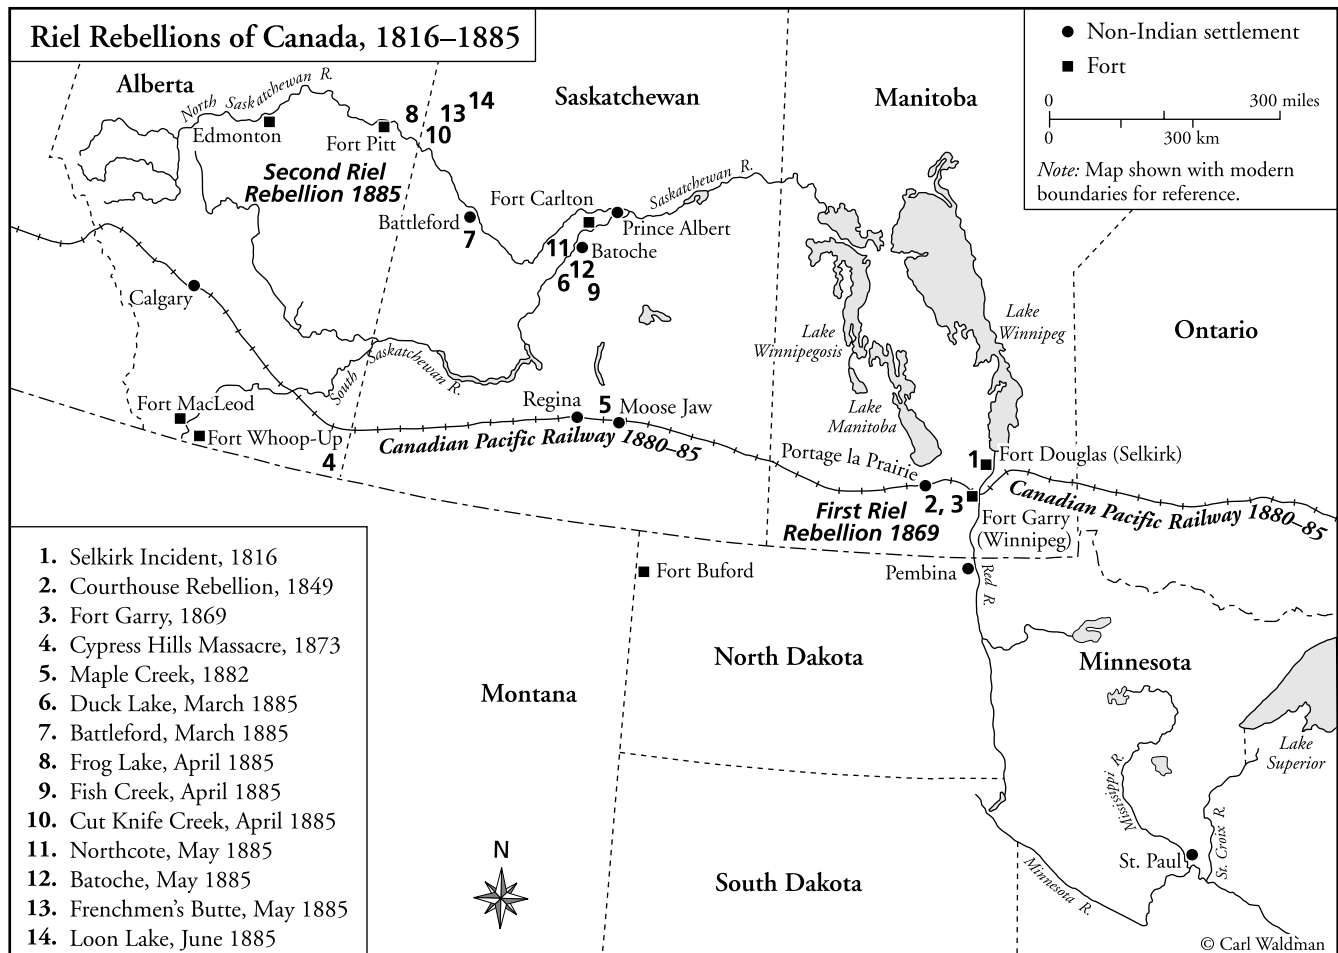 Riel Rebellions of Canada, 1816–1885
Non-Indian settlement
Fort
0 300 miles
0 300 km
Note: Map shown with modern
boundaries for reference.
Alberta
Saskatchewan
Manitoba
Ontario
North Saskatchewan R.
Edmonton
Fort Pitt
8
13
14
10
Second Riel
Rebellion 1885
Fort Carlton
Saskatchewan R.
Battleford
7
Prince Albert
11
Batoche
12
6
9
Calgary
Lake
Winnipeg
Lake
Winnipegosis
South Saskatchewan R.
Fort MacLeod
Fort Whoop-Up
4
Regina
5
Moose Jaw
Canadian Pacific Railway 1880–85
Lake
Manitoba
Portage la Prairie
1
Fort Douglas (Selkirk)
2, 3
First Riel
Rebellion 1869
Canadian Pacific Railway 1880–85
Fort Garry
(Winnipeg)
Fort Buford
Pembina
Red R.
North Dakota
Minnesota
Montana
Lake
Superior
Mississippi R.
St. Croix R.
St. Paul
Minnesota R.
South Dakota
N
1. Selkirk Incident, 1816
2. Courthouse Rebellion, 1849
3. Fort Garry, 1869
4. Cypress Hills Massacre, 1873
5. Maple Creek, 1882
6. Duck Lake, March 1885
7. Battleford, March 1885
8. Frog Lake, April 1885
9. Fish Creek, April 1885
10. Cut Knife Creek, April 1885
11. Northcote, May 1885
12. Batoche, May 1885
13. Frenchmen's Butte, May 1885
14. Loon Lake, June 1885
© Carl Waldman